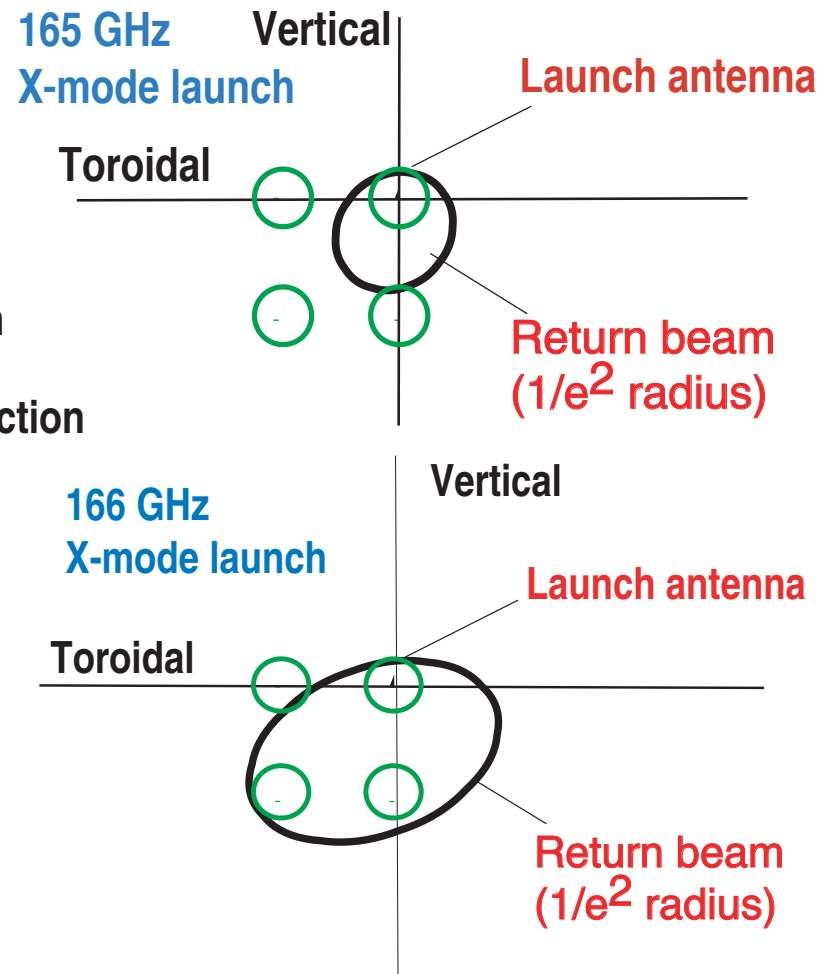 165 GHz
X-mode launch
Vertical
Launch antenna
Toroidal
n
ction
Return beam
(1/e2 radius)
166 GHz
X-mode launch
Vertical
Launch antenna
Toroidal
Return beam
(1/e2 radius)